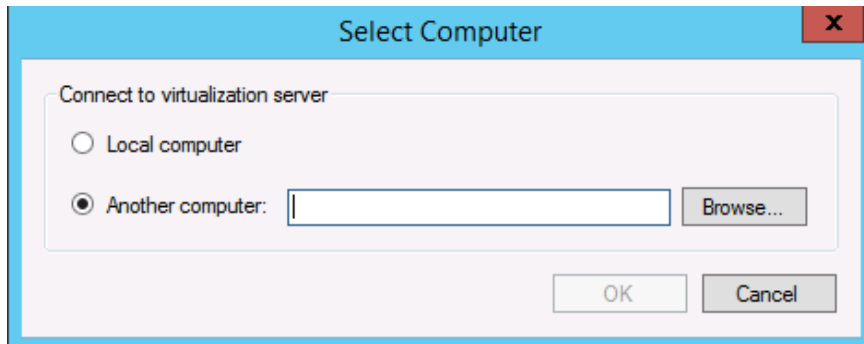 Select Computer
x
Connect to virtualization server
Local computer
Another computer:
Browse...
OK
Cancel